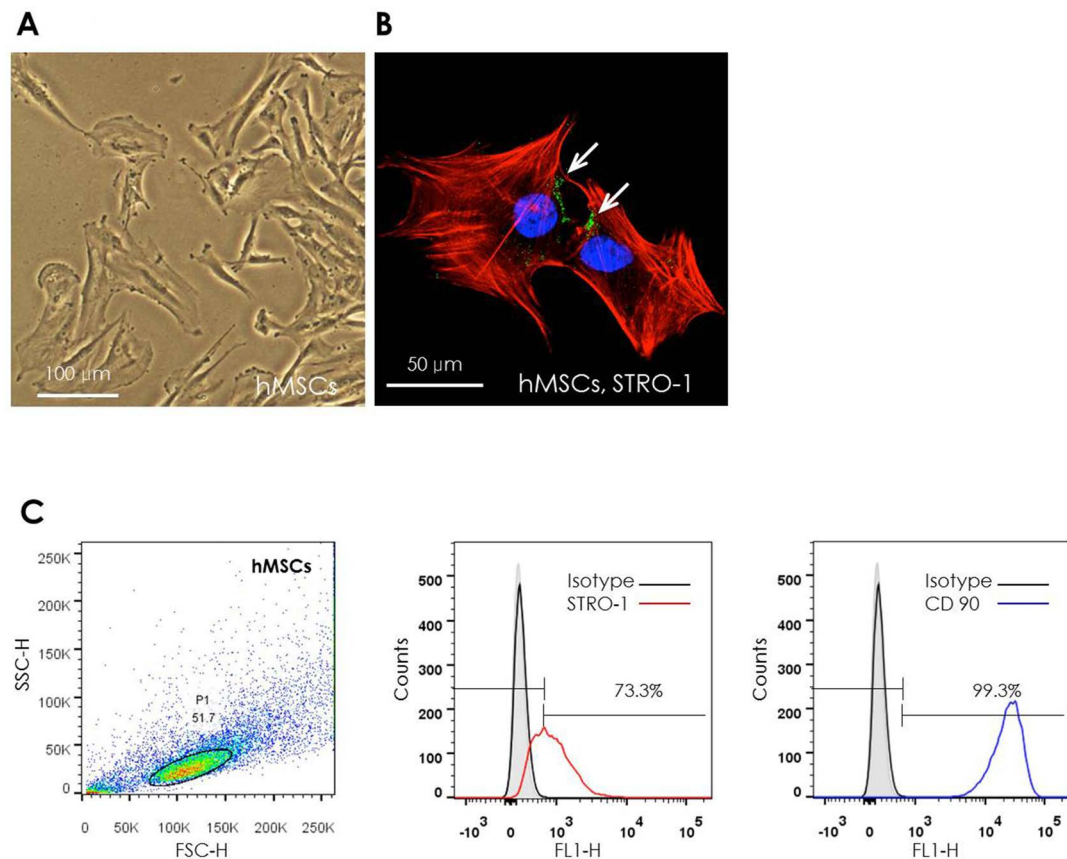 A
B
100 µm
hMSCs
50 µm
hMSCs, STRO-1
C
250K
200K
150K
100K
50K
0
SSC-H
hMSCs
P1
51.7
0 50K 100K 150K 200K 250K
FSC-H
500
400
300
200
100
0
Counts
Isotype
STRO-1
73.3%
-10³ 0 10³ 10⁴ 10⁵
FL1-H
500
400
300
200
100
0
Counts
Isotype
CD 90
99.3%
-10³ 0 10³ 10⁴ 10⁵
FL1-H